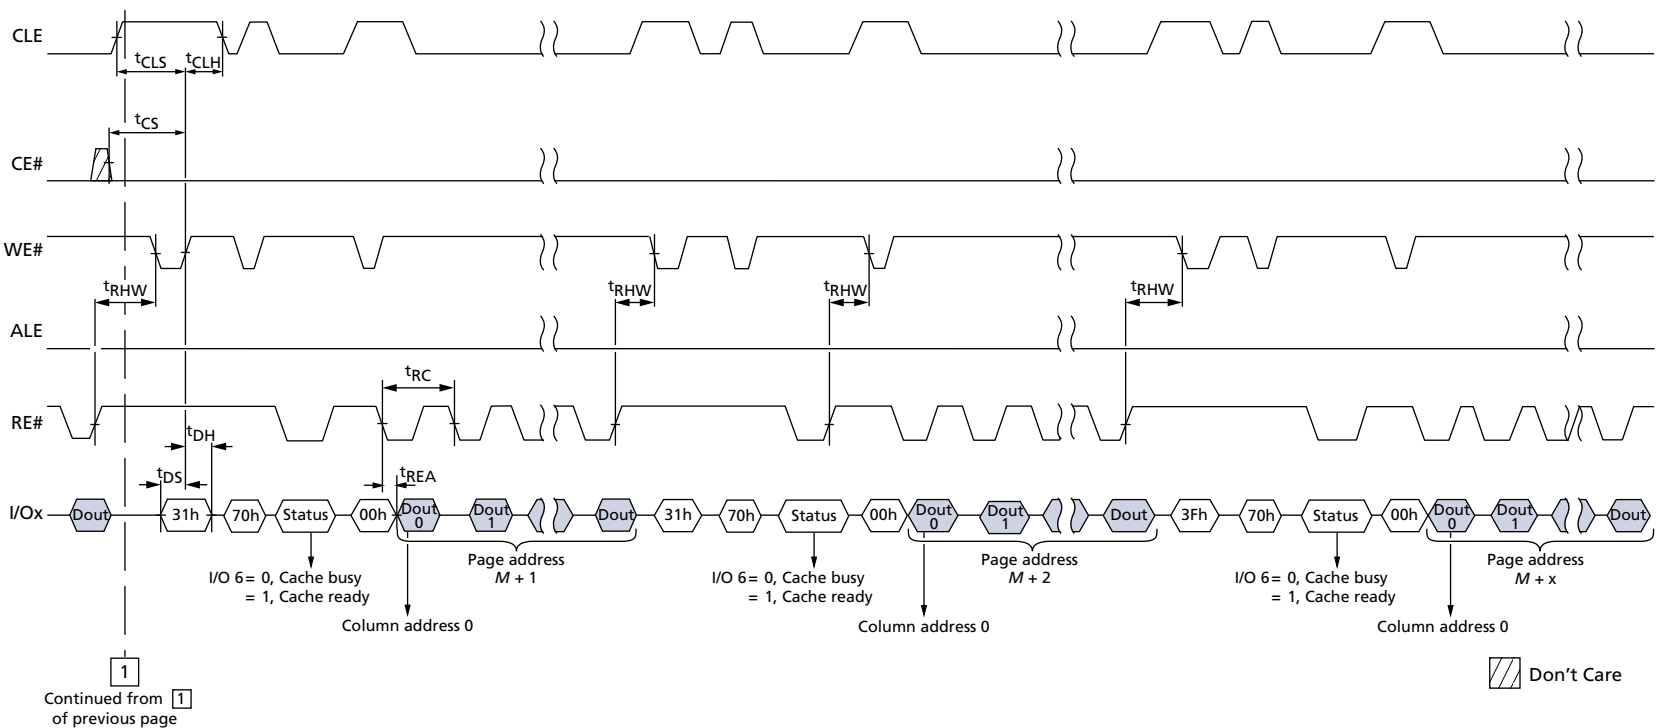 CLE
tCLS
tCLH
tCS
CE#
WE#
tRHW
tRHW
tRHW
tRHW
ALE
tRC
RE#
tDH
tDS
tREA
I/Ox
Dout
31h
70h
Status
00h
Dout 0
Dout 1
Dout
31h
70h
Status
00h
Dout 0
Dout 1
Dout
3Fh
70h
Status
00h
Dout 0
Dout 1
Dout
Page address
M + 1
Page address
M + 2
Page address
M + x
I/O 6 = 0, Cache busy
= 1, Cache ready
I/O 6 = 0, Cache busy
= 1, Cache ready
I/O 6 = 0, Cache busy
= 1, Cache ready
Column address 0
Column address 0
Column address 0
1
Continued from 1
of previous page
Don't Care